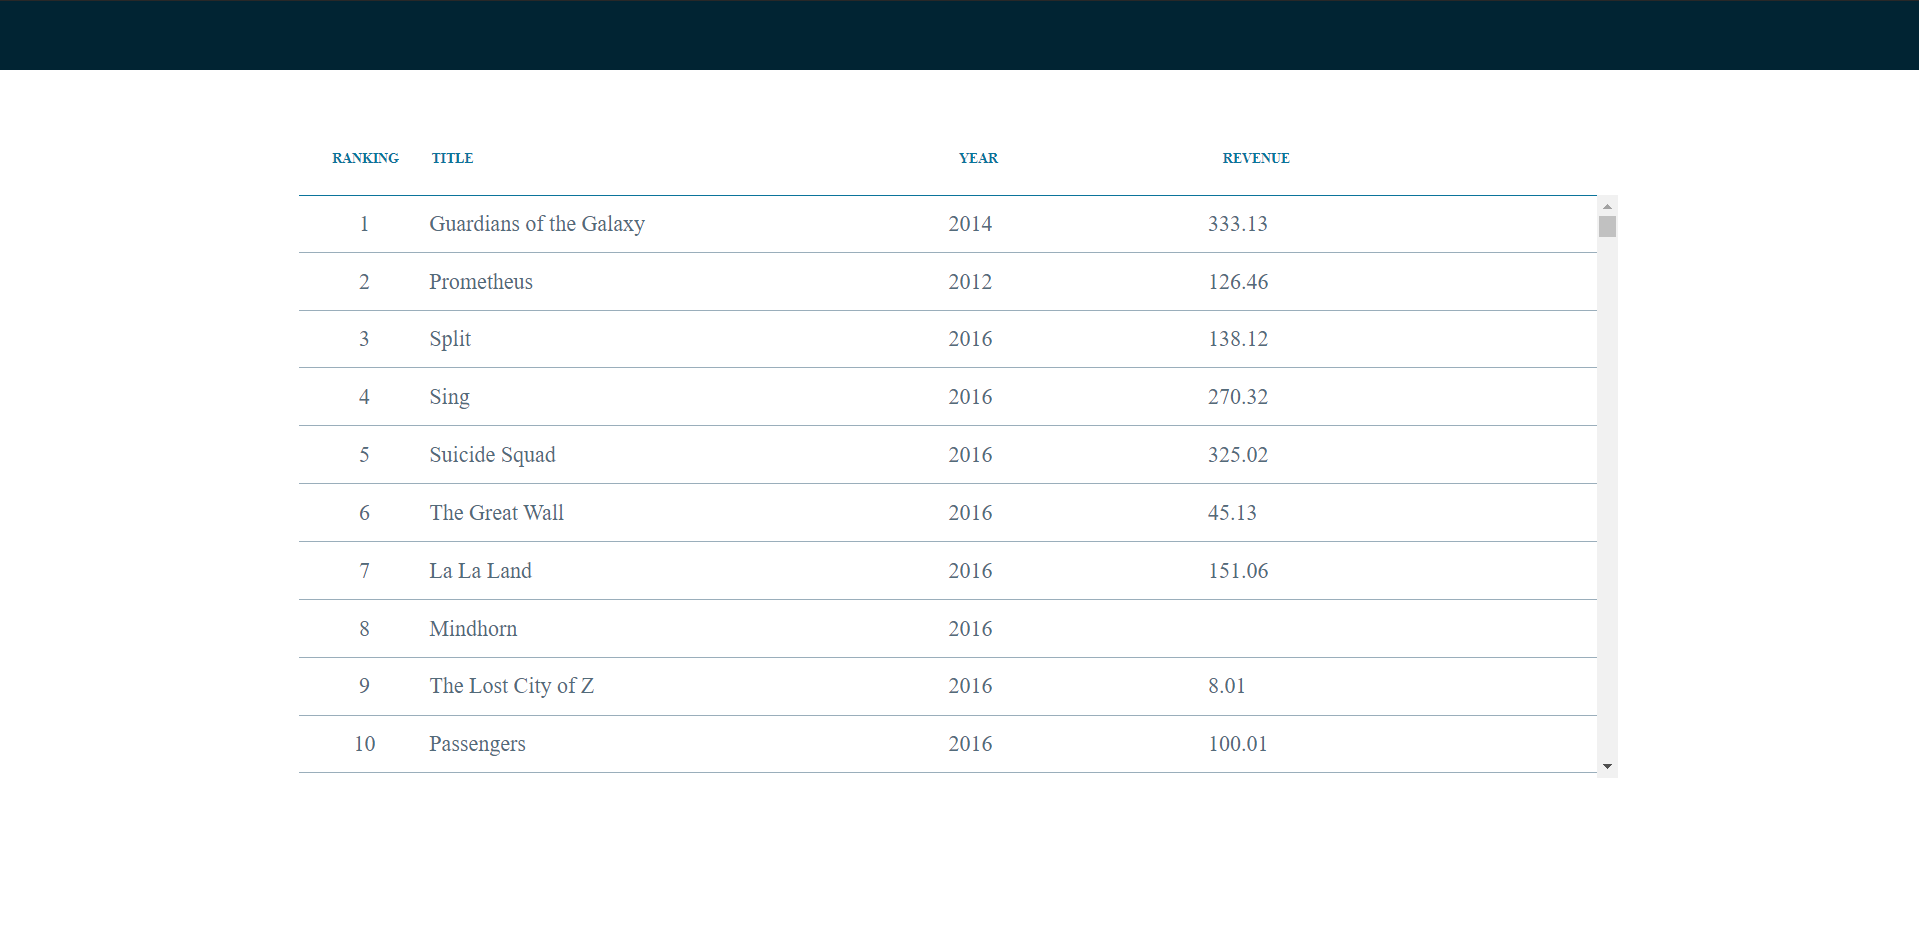 RANKING TITLE YEAR REVENUE
1 Guardians of the Galaxy 2014 333.13
2 Prometheus 2012 126.46
3 Split 2016 138.12
4 Sing 2016 270.32
5 Suicide Squad 2016 325.02
6 The Great Wall 2016 45.13
7 La La Land 2016 151.06
8 Mindhorn 2016
9 The Lost City of Z 2016 8.01
10 Passengers 2016 100.01